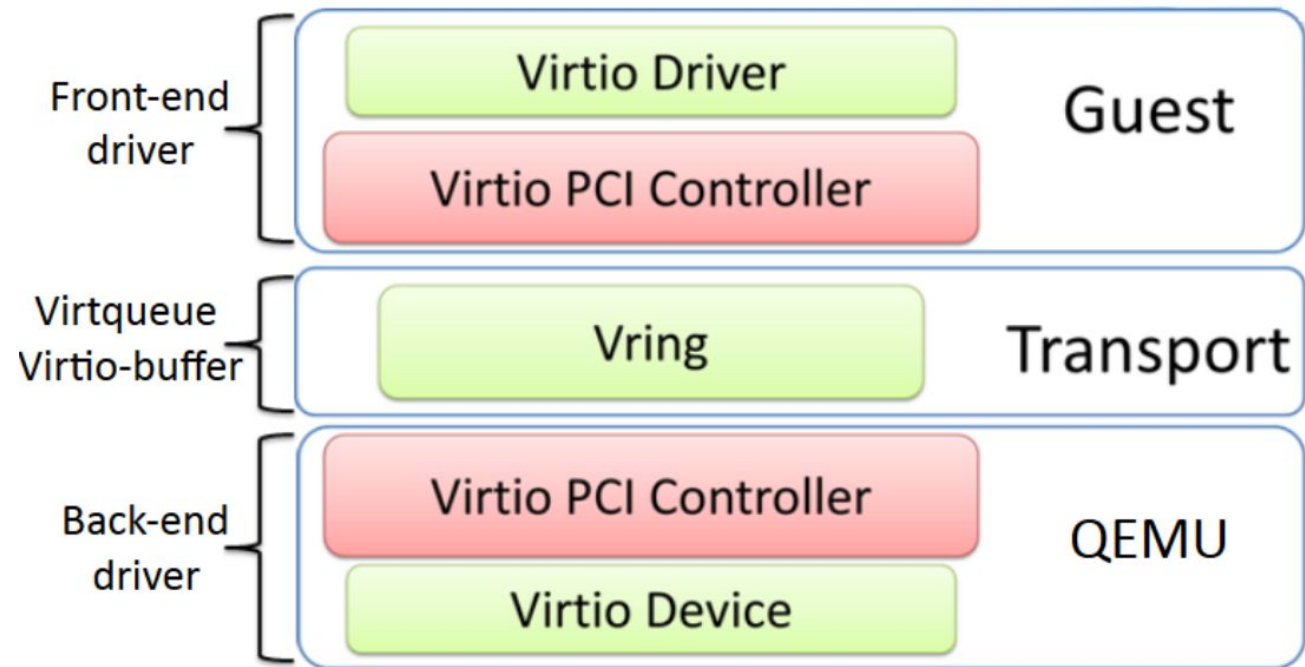 Front-end
driver
Virtio Driver
Virtio PCI Controller
Guest
Virtqueue
Virtio-buffer
Vring
Transport
Back-end
driver
Virtio PCI Controller
Virtio Device
QEMU